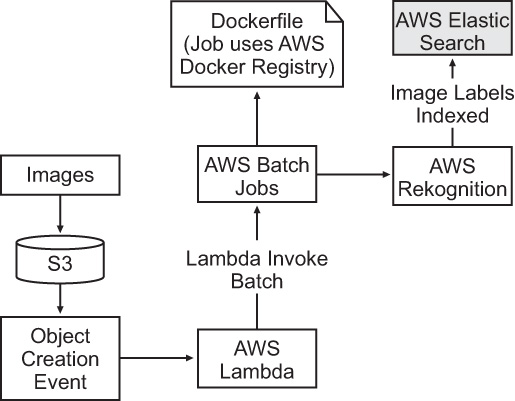 Dockerfile
(Job uses AWS
Docker Registry)
AWS Elastic
Search
Image Labels
Indexed
Images
AWS Batch
Jobs
AWS
Rekognition
S3
Lambda Invoke
Batch
Object
Creation
Event
AWS
Lambda